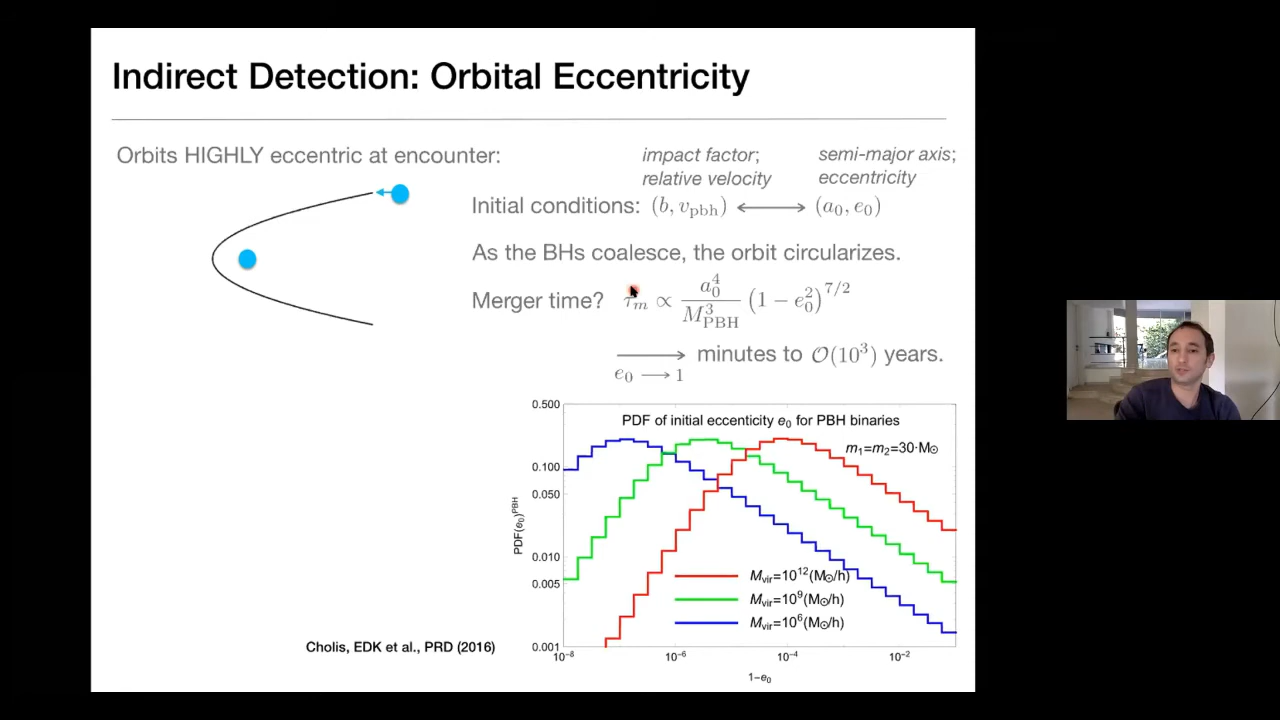 Indirect Detection: Orbital Eccentricity
Orbits HIGHLY eccentric at encounter:
impact factor;
relative velocity
semi-major axis;
eccentricity
Initial conditions: (b, v_pbh) ⟷ (a_0, e_0)
As the BHs coalesce, the orbit circularizes.
Merger time? τ_m ∝ a_0^4 / M_PBH^3 (1 − e_0^2)^{7/2}
minutes to O(10^3) years.
e_0 ⟶ 1
PDF of initial eccenticity e_0 for PBH binaries
m_1=m_2=30·M⊙
0.500
0.100
0.050
0.010
0.005
0.001
PDF(e_0)^PBH
M_vir=10^12(M⊙/h)
M_vir=10^9(M⊙/h)
M_vir=10^6(M⊙/h)
10^-8
10^-6
10^-4
10^-2
1-e_0
Cholis, EDK et al., PRD (2016)